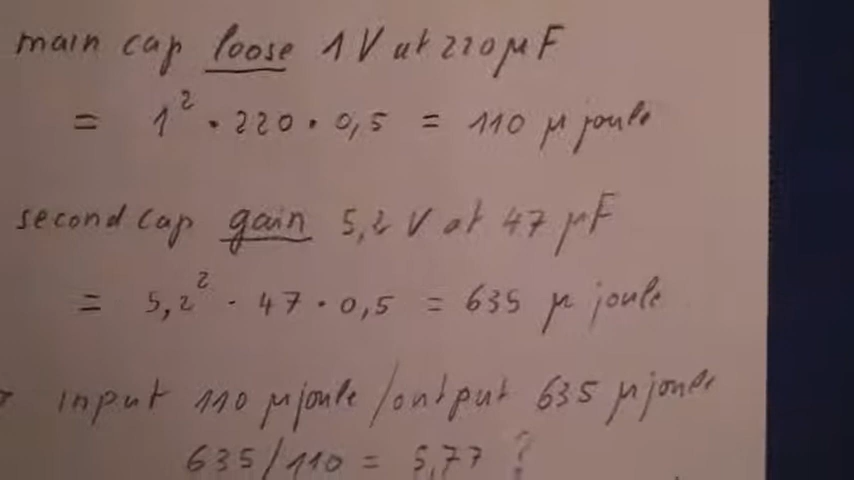 main cap loose 1 V at 220 µF
= 1² · 220 · 0,5 = 110 µ joule
second cap gain 5,2 V at 47 µF
= 5,2² · 47 · 0,5 = 635 µ joule
input 110 µjoule / output 635 µjoule
635/110 = 5,77 ?